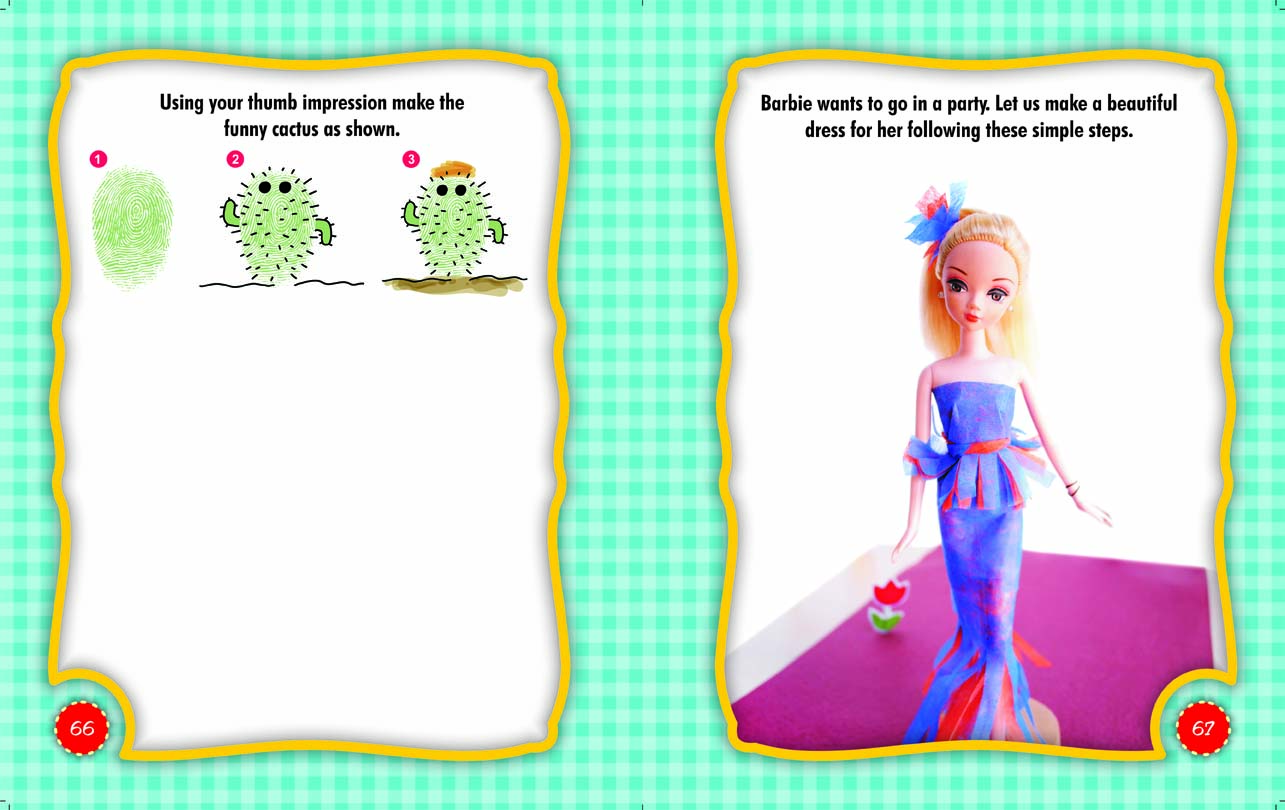 Using your thumb impression make the
funny cactus as shown.
1
2
3
66
Barbie wants to go in a party. Let us make a beautiful
dress for her following these simple steps.
67